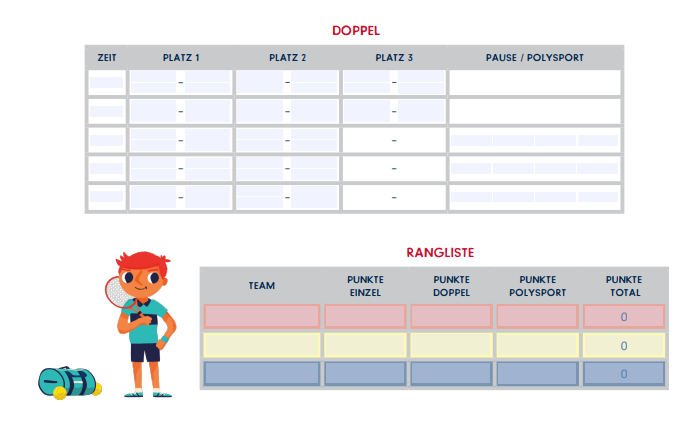 DOPPEL
ZEIT PLATZ 1 PLATZ 2 PLATZ 3 PAUSE / POLYSPORT
- - -
- - -
- - -
- - -
- - -
RANGLISTE
TEAM PUNKTE EINZEL PUNKTE DOPPEL PUNKTE POLYSPORT PUNKTE TOTAL
0
0
0